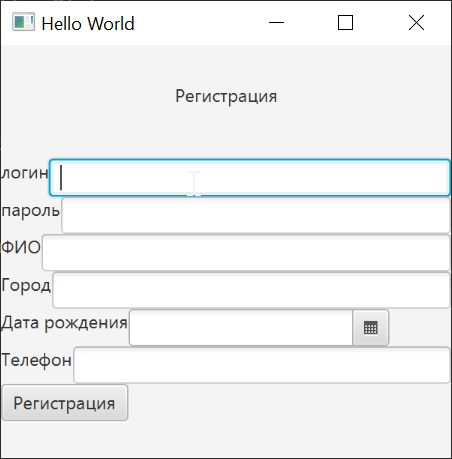 Hello World
Регистрация
логин
пароль
ФИО
Город
Дата рождения
Телефон
Регистрация